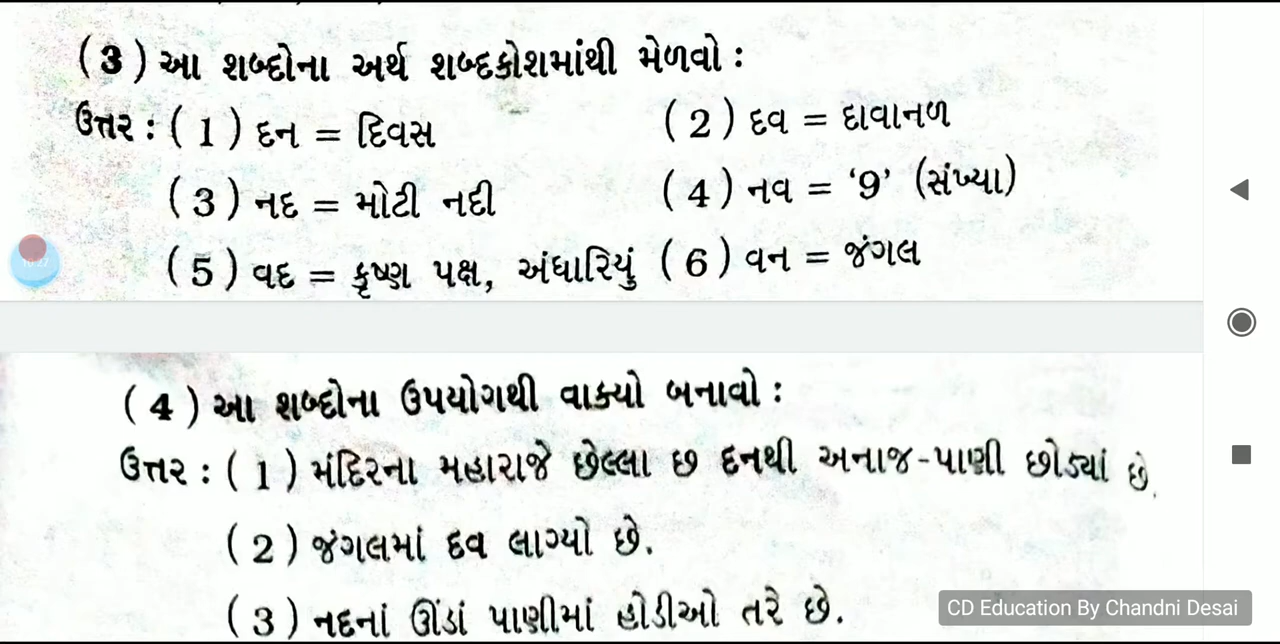 (3) આ શબ્દોના અર્થ શબ્દકોશમાંથી મેળવો :
ઉત્તર : (1) દન = દિવસ (2) દવ = દાવાનળ
(3) નદ = મોટી નદી (4) નવ = ‘9’ (સંખ્યા)
(5) વદ = કૃષ્ણ પક્ષ, અંધારિયું (6) વન = જંગલ
(4) આ શબ્દોના ઉપયોગથી વાક્યો બનાવો :
ઉત્તર : (1) મંદિરના મહારાજે છેલ્લા છ દનથી અનાજ-પાણી છોડ્યાં છે.
(2) જંગલમાં દવ લાગ્યો છે.
(3) નદનાં ઊંડાં પાણીમાં હોડીઓ તરે છે.
CD Education By Chandni Desai